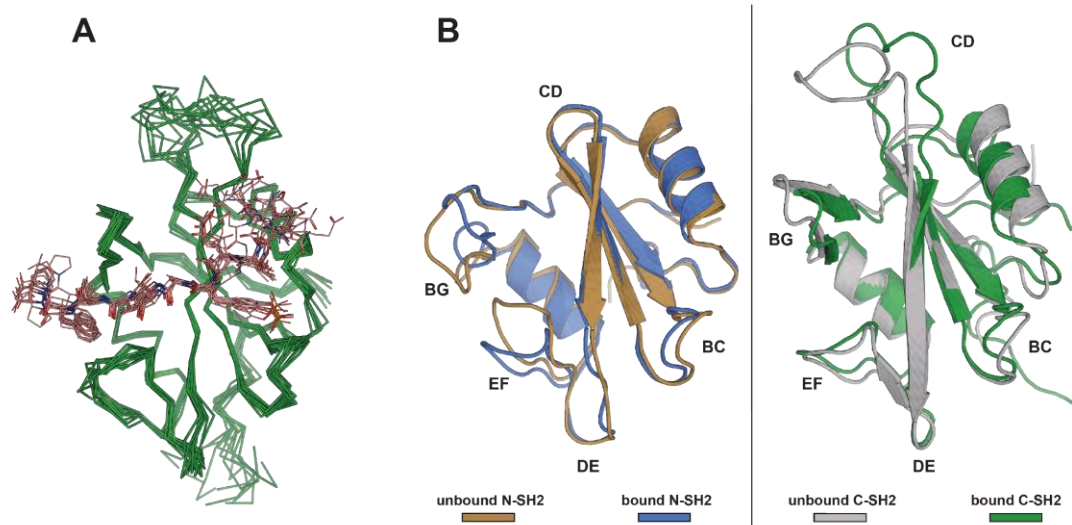 A
B
CD
BG
EF
BC
DE
unbound N-SH2
bound N-SH2
CD
BG
EF
BC
DE
unbound C-SH2
bound C-SH2